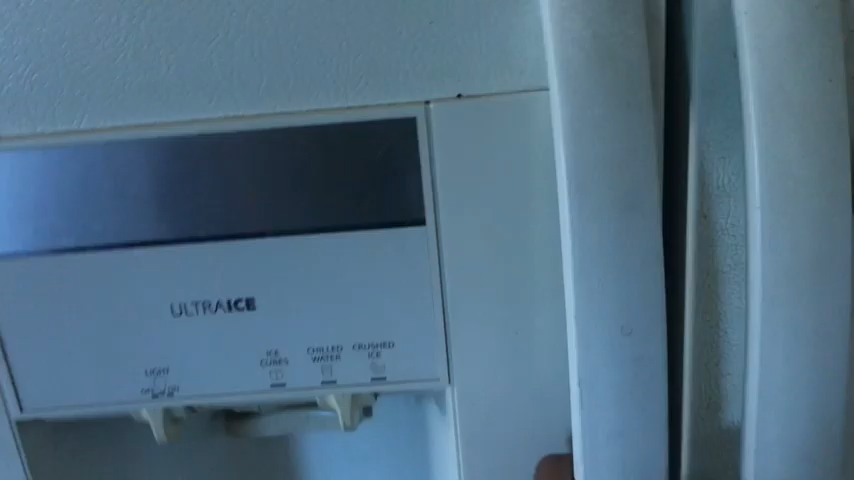 ULTRAICE
LIGHT
ICE
CUBES
CHILLED
WATER
CRUSHED
ICE